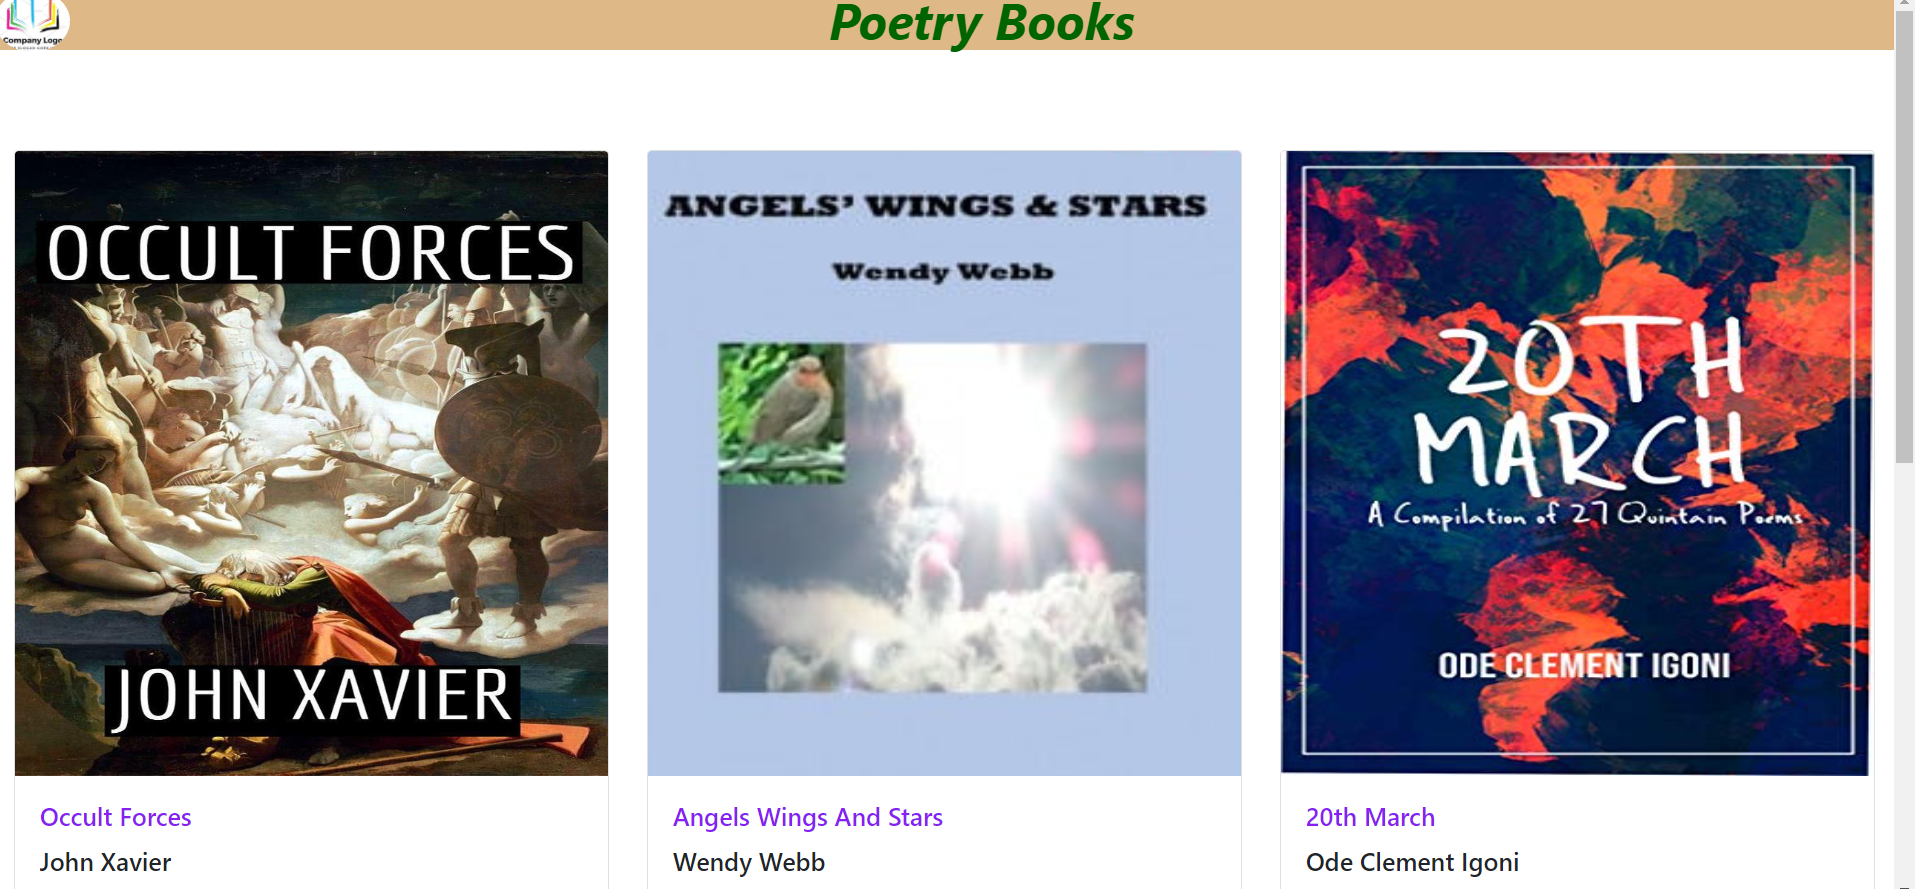 Company Logo
Poetry Books
OCCULT FORCES
JOHN XAVIER
ANGELS’ WINGS & STARS
Wendy Webb
20TH
MARCH
A Compilation of 27 Quintain Poems
ODE CLEMENT IGONI
Occult Forces
John Xavier
Angels Wings And Stars
Wendy Webb
20th March
Ode Clement Igoni